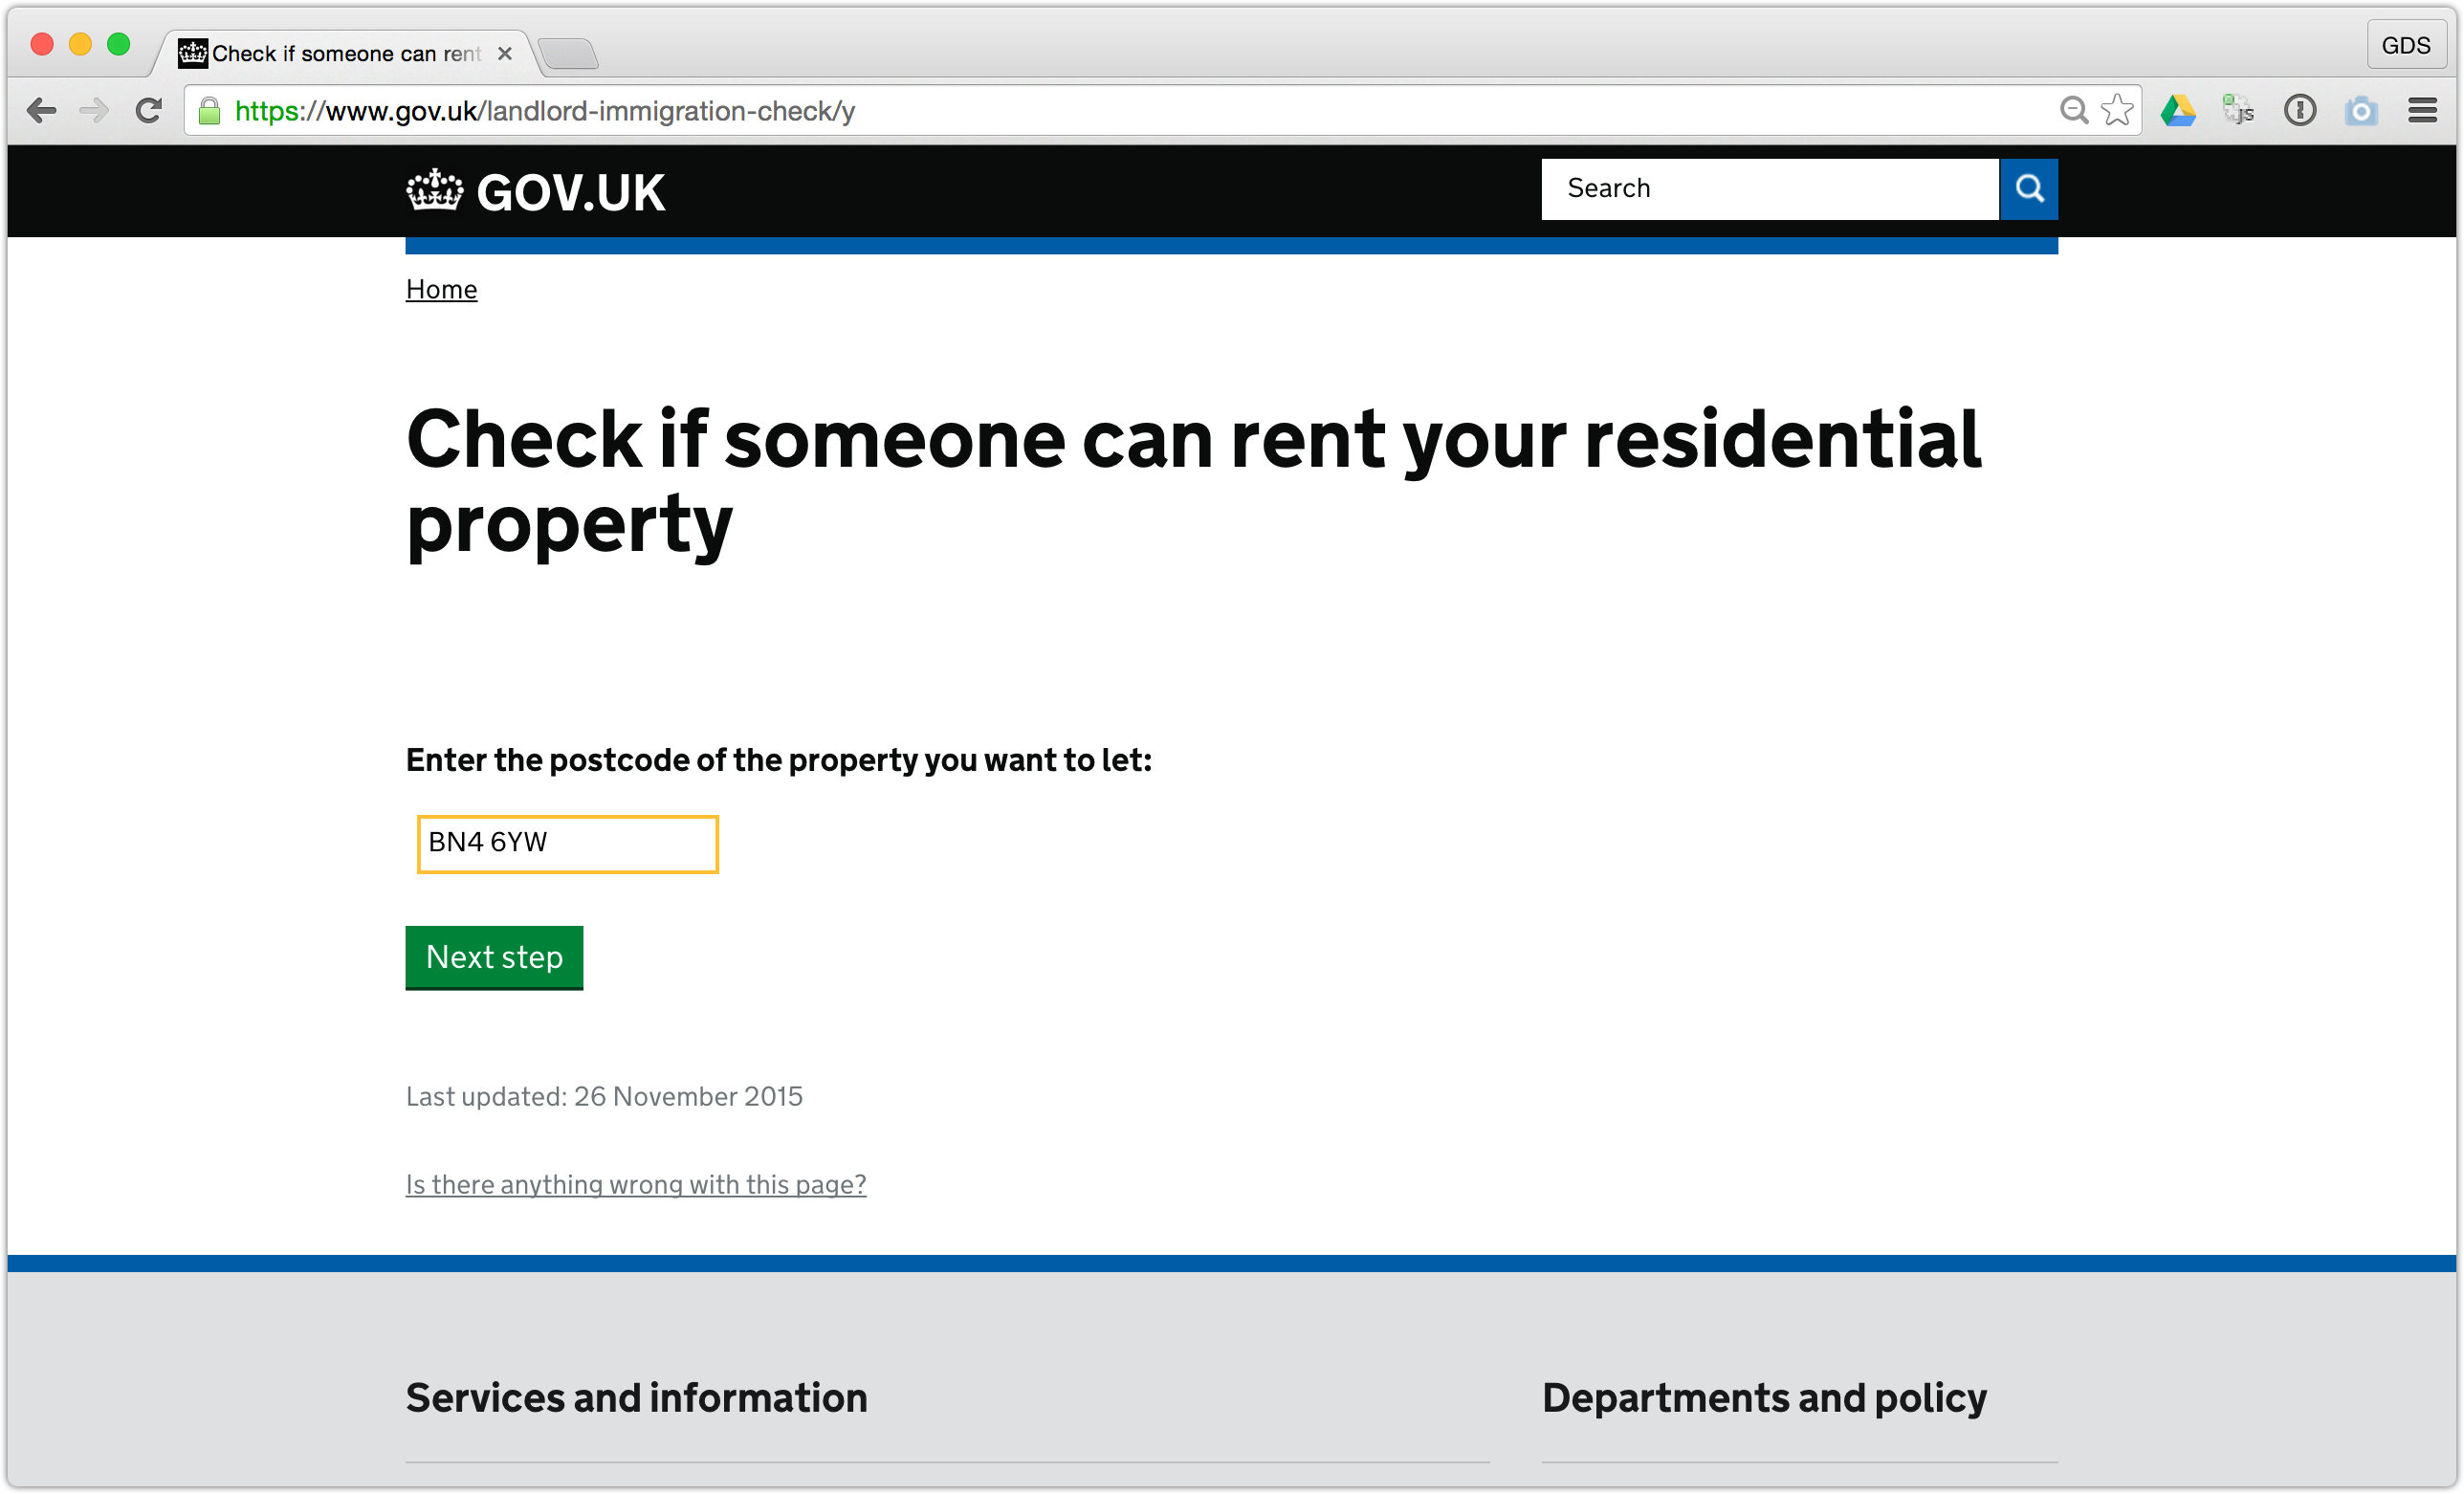 Check if someone can rent
GDS
https://www.gov.uk/landlord-immigration-check/y
JS
GOV.UK
Search
Home
Check if someone can rent your residential
property
Enter the postcode of the property you want to let:
BN4 6YW
Next step
Last updated: 26 November 2015
Is there anything wrong with this page?
Services and information
Departments and policy